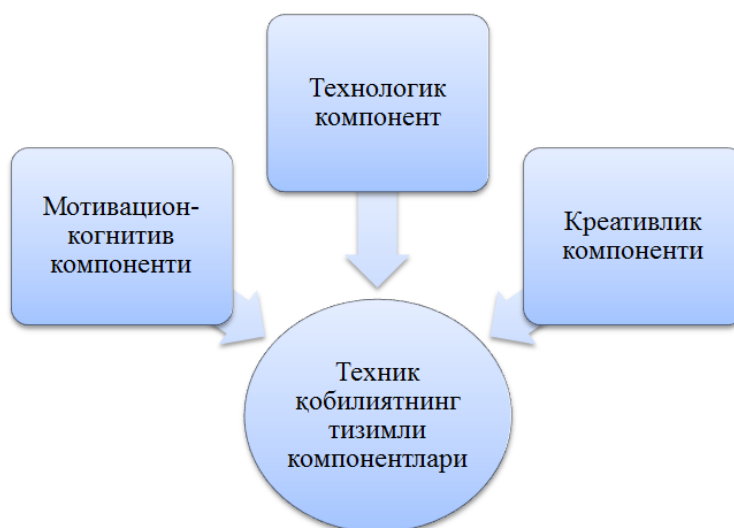 Технологик
компонент
Мотивацион-
когнитив
компоненти
Креативлик
компоненти
Техник
қобилиятнинг
тизимли
компонентлари